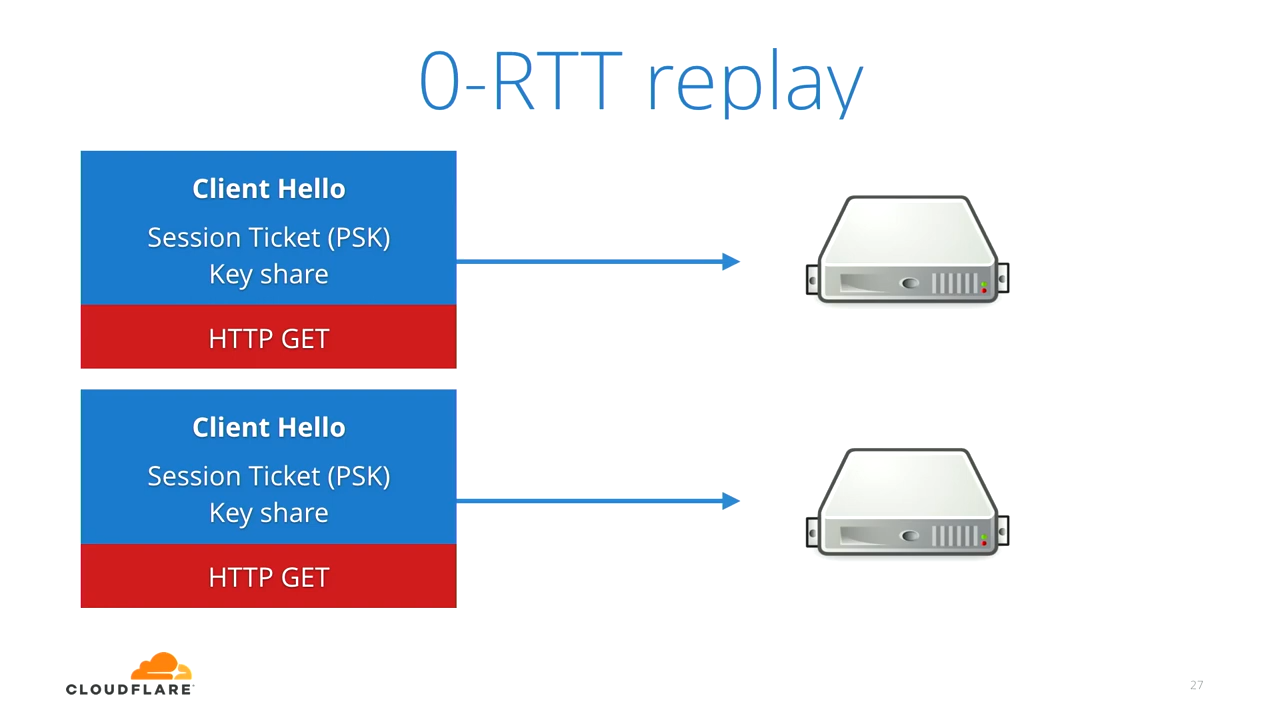 0-RTT replay
Client Hello
Session Ticket (PSK)
Key share
HTTP GET
Client Hello
Session Ticket (PSK)
Key share
HTTP GET
CLOUDFLARE
27